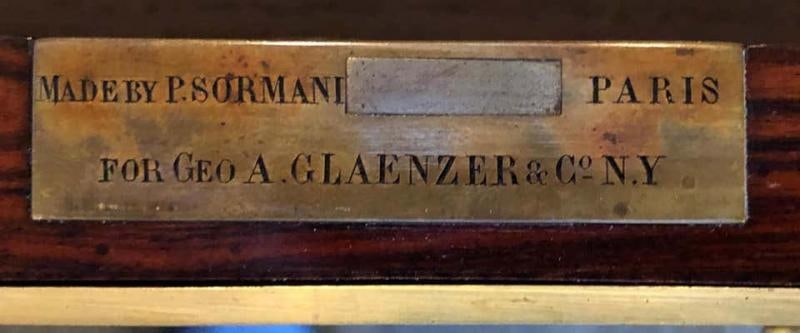 MADE BY P. SORMANI PARIS
FOR GEO A. GLAENZER & Cº N.Y